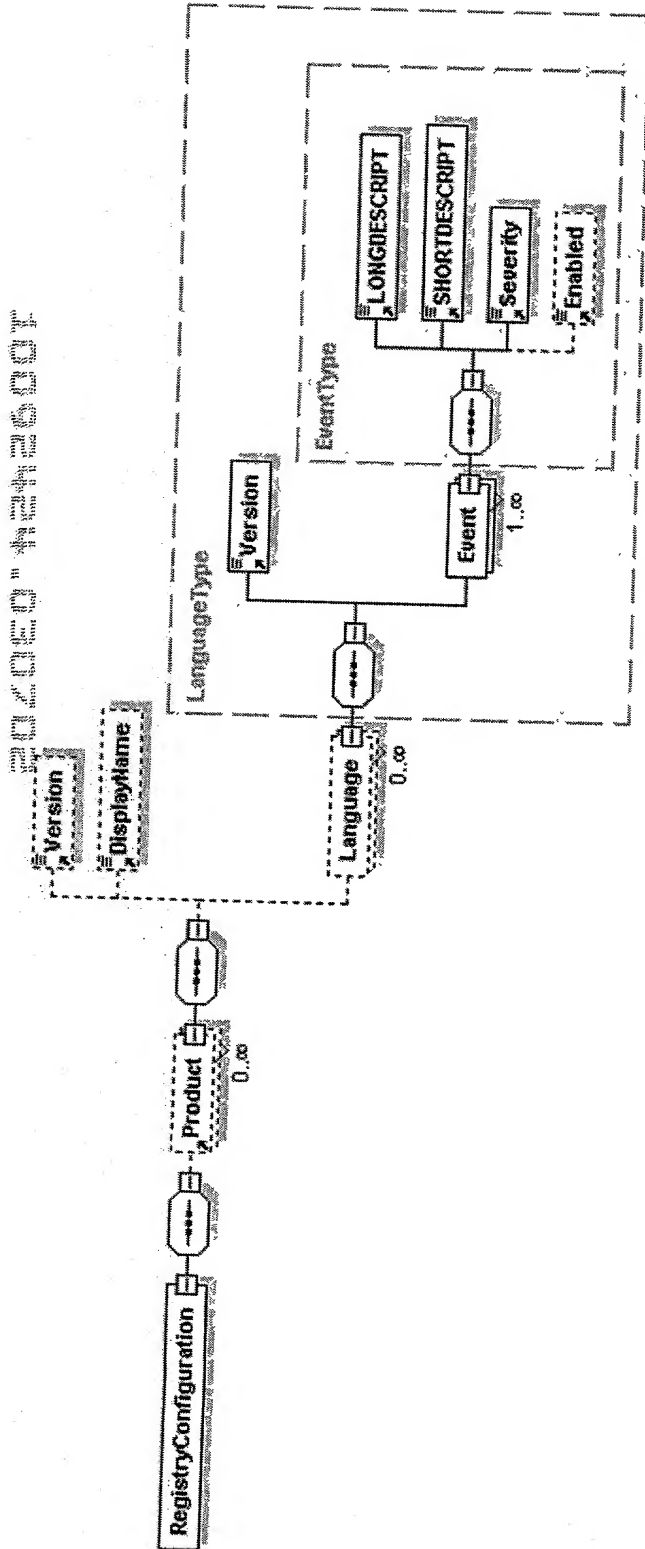 RegistryConfiguration
Product
0..∞
Version
DisplayName
Language
0..∞
LanguageType
Version
Event
1..∞
EventType
LONGDESCRIPT
SHORTDESCRIPT
Severity
Enabled